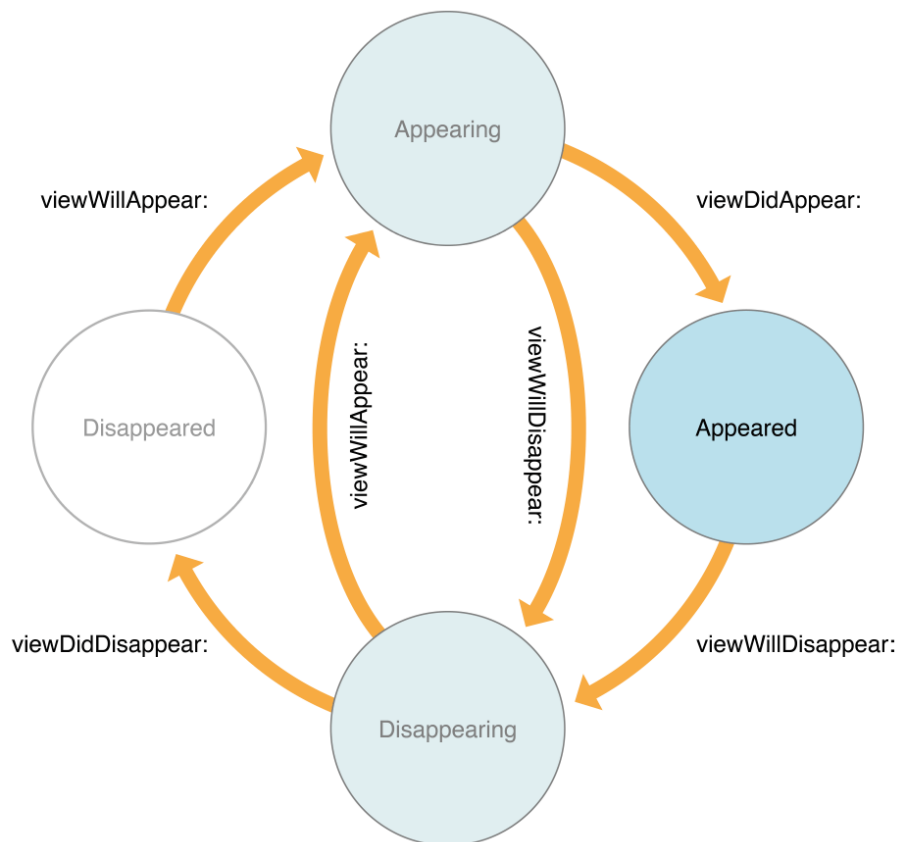 Appearing
viewWillAppear:
viewDidAppear:
viewWillAppear:
viewWillDisappear:
Disappeared
Appeared
viewDidDisappear:
viewWillDisappear:
Disappearing